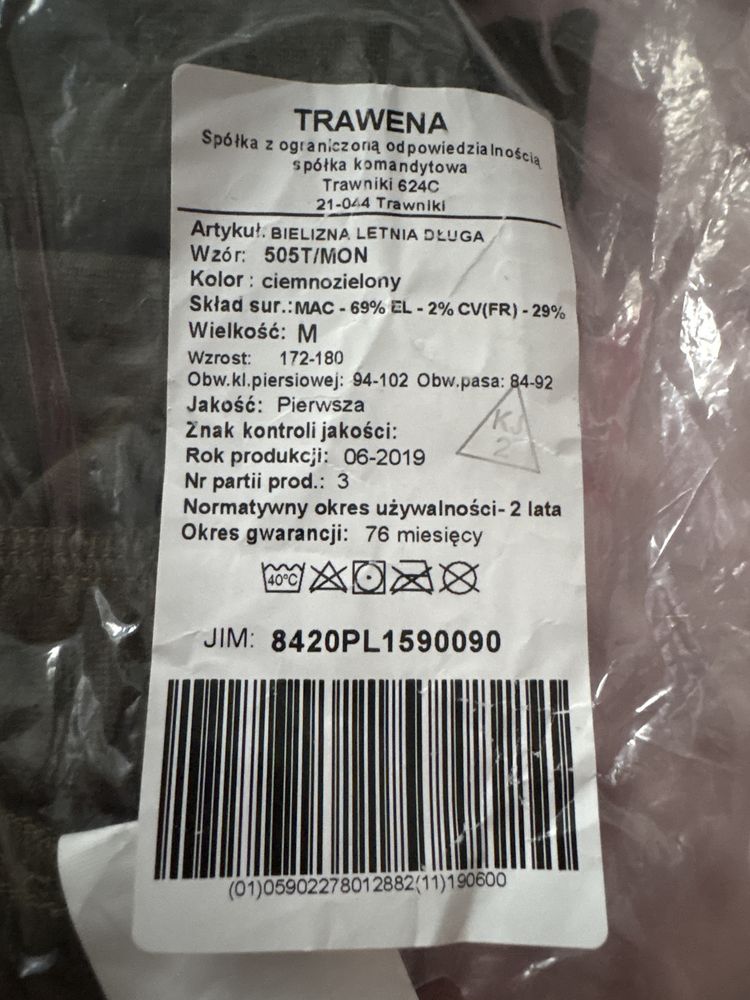 TRAWENA
Spółka z ograniczoną odpowiedzialnością
spółka komandytowa
Trawniki 624C
21-044 Trawniki
Artykuł. BIELIZNA LETNIA DŁUGA
Wzór: 505T/MON
Kolor : ciemnozielony
Skład sur.:MAC - 69% EL - 2% CV(FR) - 29%
Wielkość: M
Wzrost: 172-180
Obw.kl.piersiowej: 94-102 Obw.pasa: 84-92
Jakość: Pierwsza
Znak kontroli jakości:
KJ
2
Rok produkcji: 06-2019
Nr partii prod.: 3
Normatywny okres używalności- 2 lata
Okres gwarancji: 76 miesięcy
40°C
JIM: 8420PL1590090
(01)05902278012882(11)190600